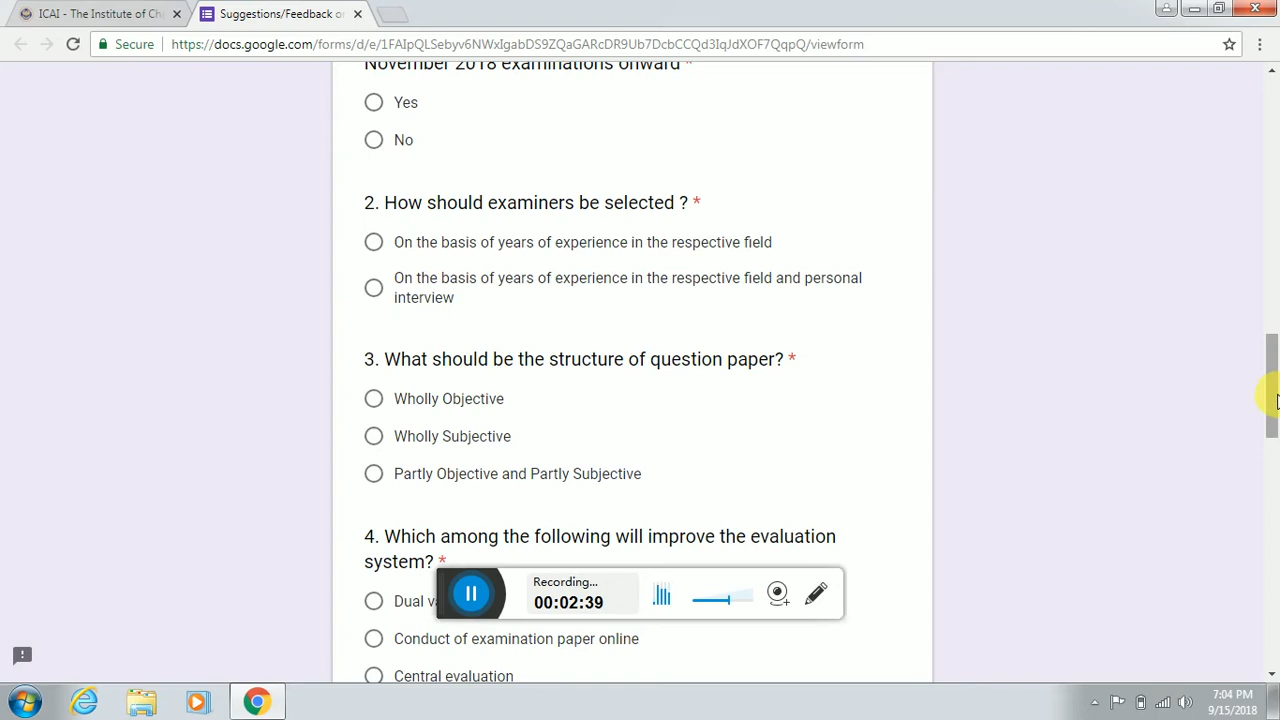 ICAI - The Institute of Ch
Suggestions/Feedback on
Secure
https://docs.google.com/forms/d/e/1FAIpQLSebyv6NWxIgabDS9ZQaGARcDR9Ub7DcbCCQd3IqJdXOF7QqpQ/viewform
November 2018 examinations onward *
Yes
No
2. How should examiners be selected ? *
On the basis of years of experience in the respective field
On the basis of years of experience in the respective field and personal
interview
3. What should be the structure of question paper? *
Wholly Objective
Wholly Subjective
Partly Objective and Partly Subjective
4. Which among the following will improve the evaluation
system? *
Recording...
00:02:39
Dual
Conduct of examination paper online
Central evaluation
7:04 PM
9/15/2018